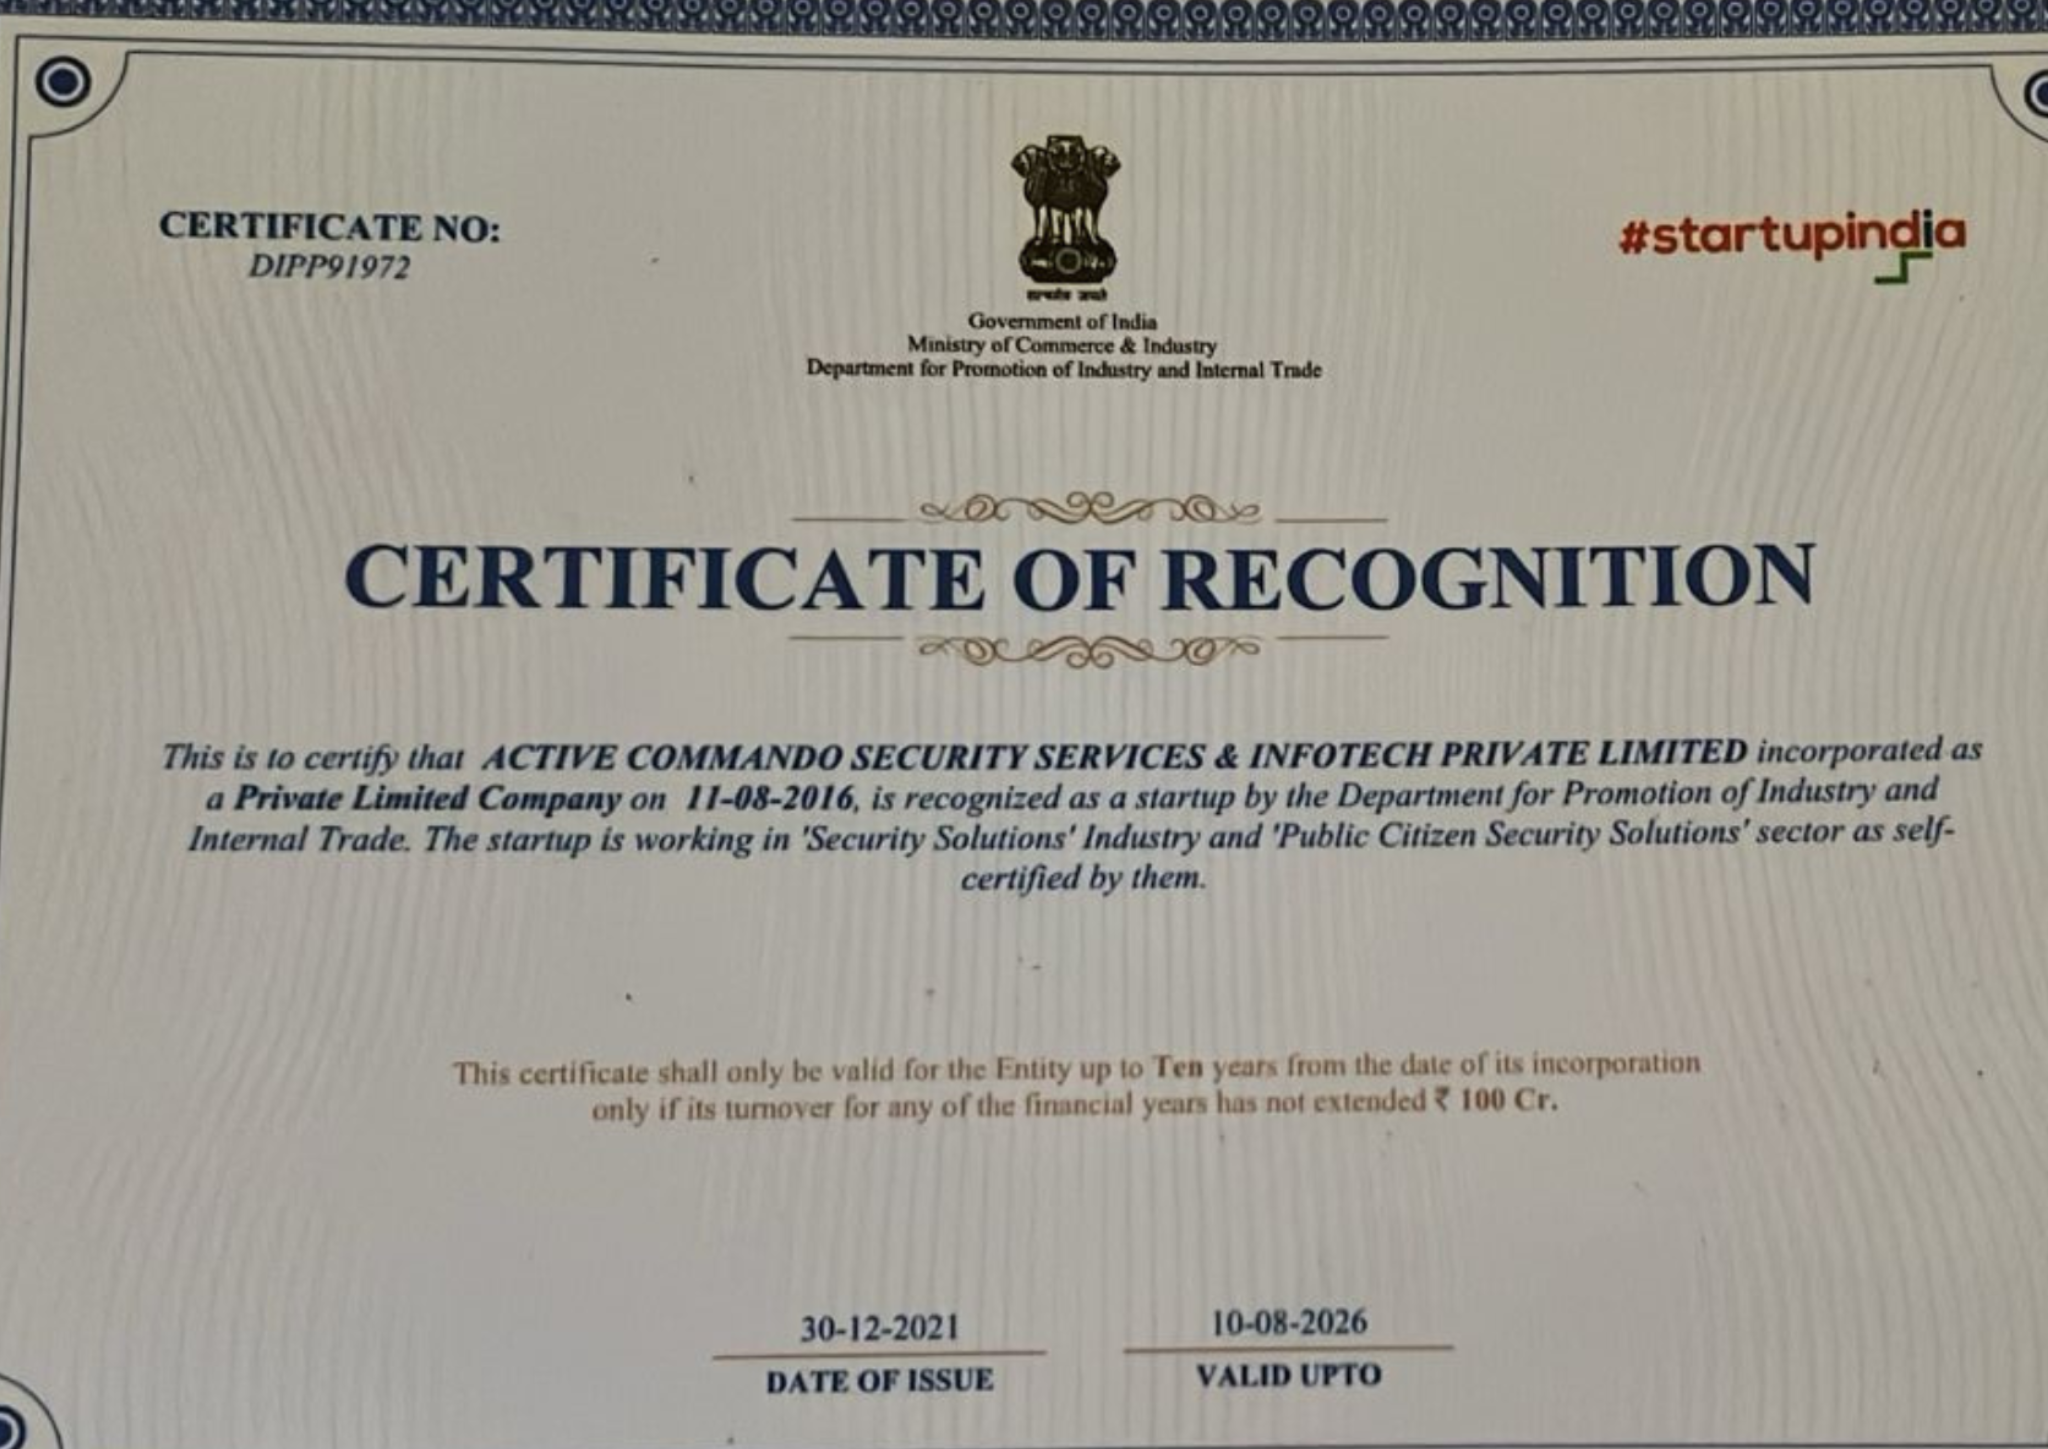 CERTIFICATE NO:
DIPP91972
#startupindia
सत्यमेव जयते
Government of India
Ministry of Commerce & Industry
Department for Promotion of Industry and Internal Trade
CERTIFICATE OF RECOGNITION
This is to certify that ACTIVE COMMANDO SECURITY SERVICES & INFOTECH PRIVATE LIMITED incorporated as
a Private Limited Company on 11-08-2016, is recognized as a startup by the Department for Promotion of Industry and
Internal Trade. The startup is working in 'Security Solutions' Industry and 'Public Citizen Security Solutions' sector as self-
certified by them.
This certificate shall only be valid for the Entity up to Ten years from the date of its incorporation
only if its turnover for any of the financial years has not extended ₹ 100 Cr.
30-12-2021
DATE OF ISSUE
10-08-2026
VALID UPTO